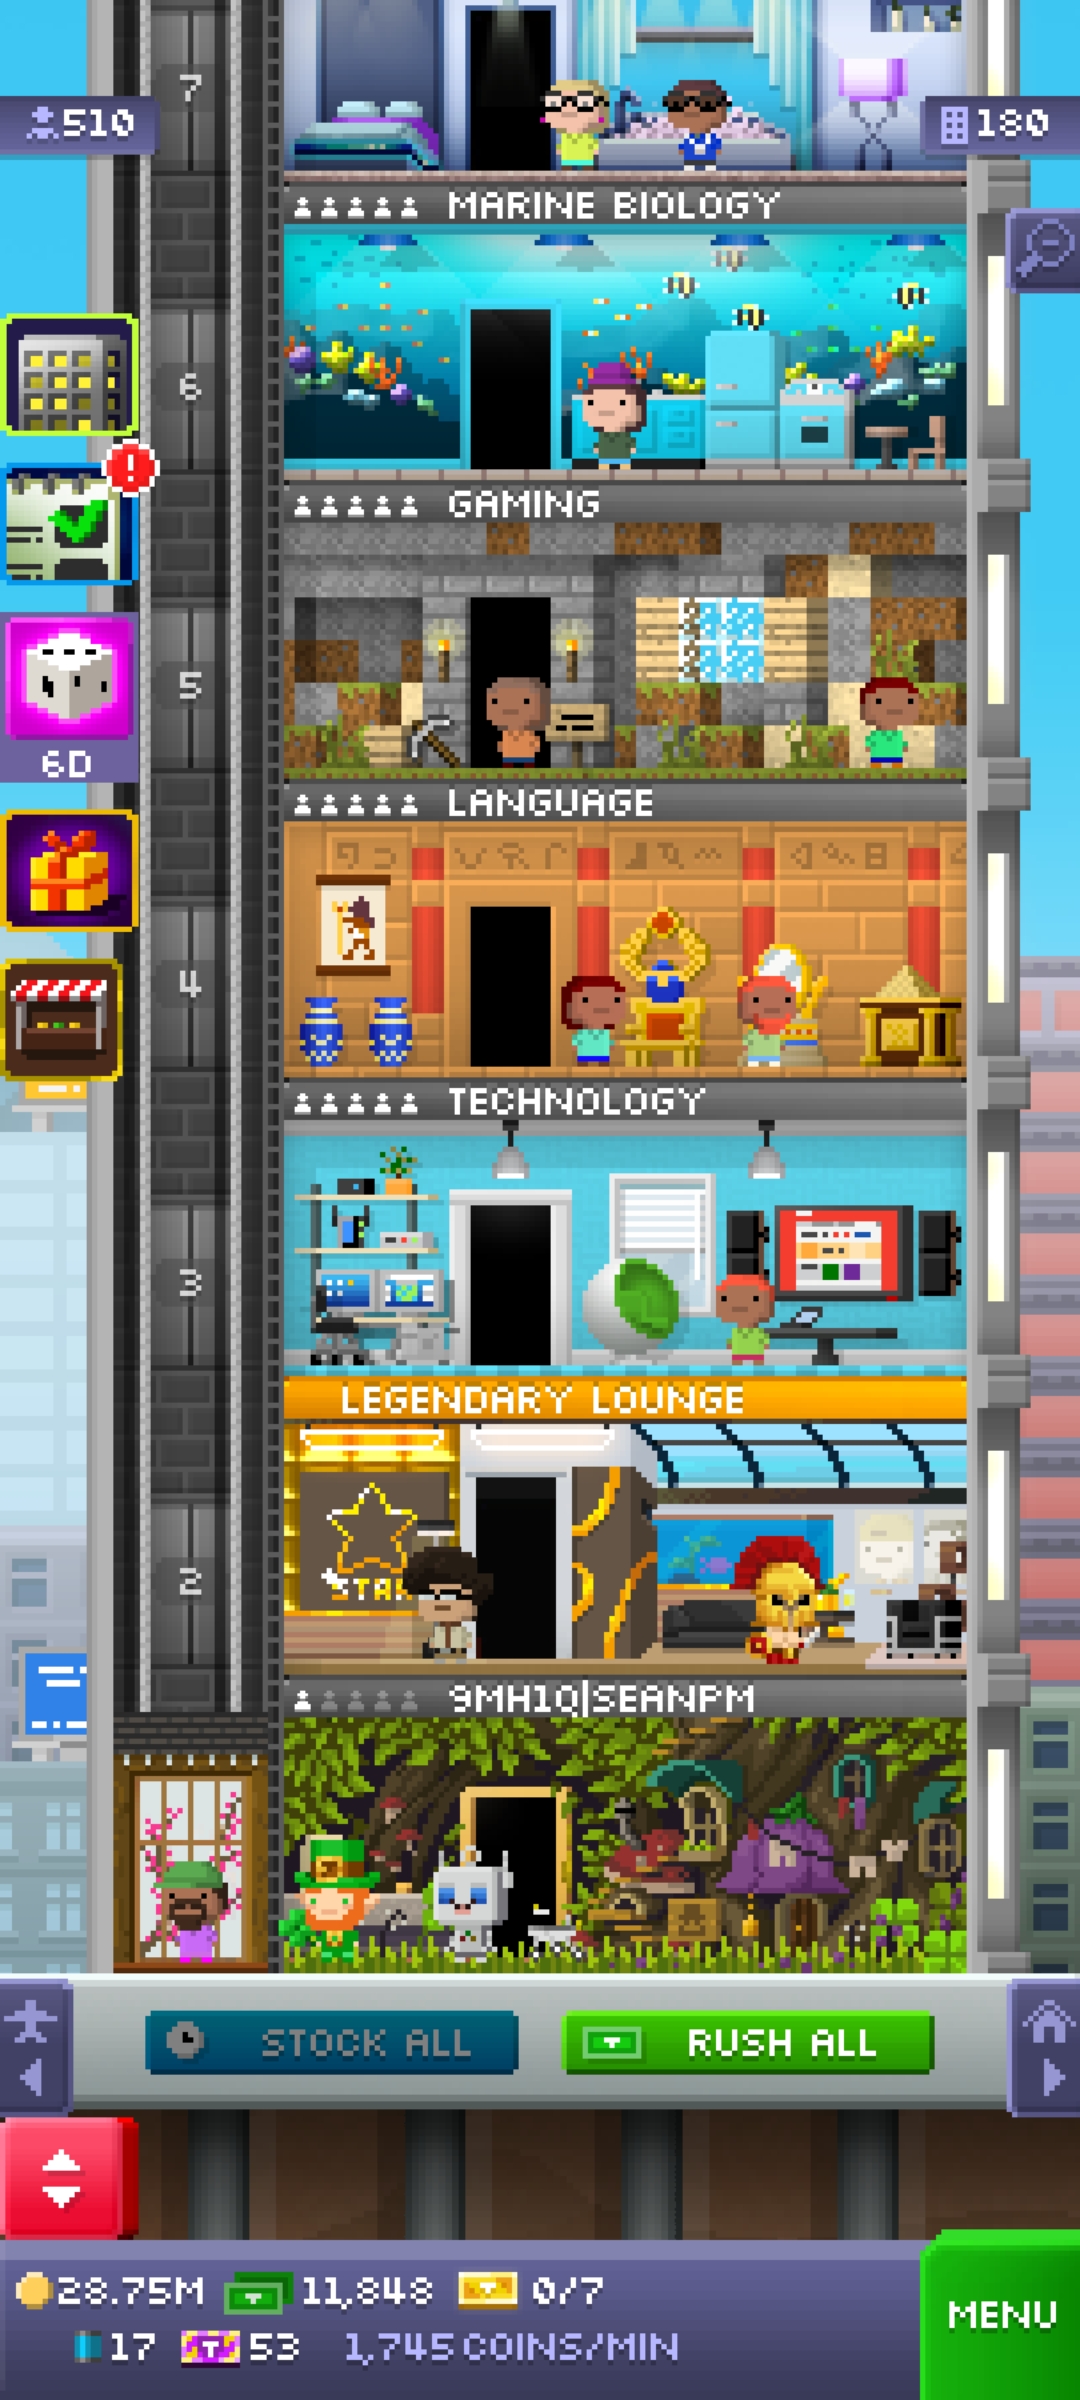 7
510
180
MARINE BIOLOGY
6
GAMING
5
6D
LANGUAGE
4
TECHNOLOGY
3
LEGENDARY LOUNGE
STAR
2
9MH1Q|SEANPM
STOCK ALL
RUSH ALL
28.75M 11,848 0/7
MENU
17 53 1,745 COINS/MIN